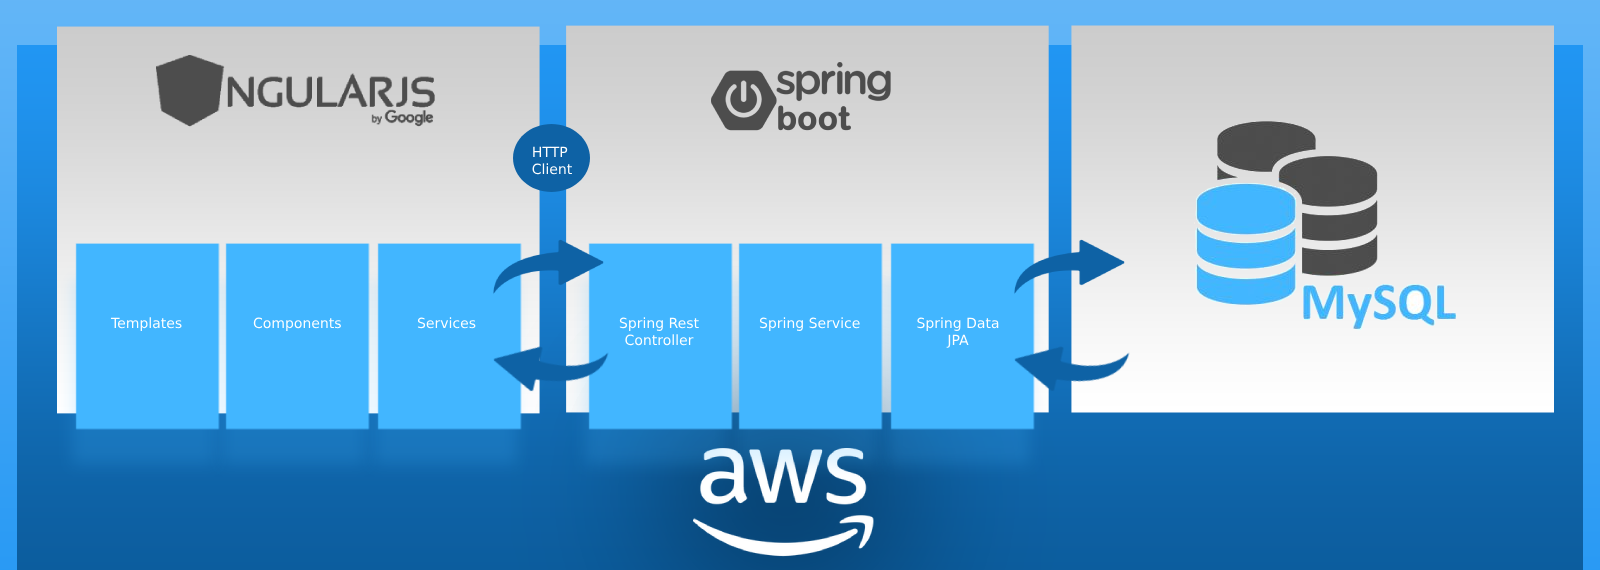 NGULARJS
by Google
HTTP
Client
Templates
Components
Services
spring
boot
Spring Rest
Controller
Spring Service
Spring Data
JPA
MySQL
aws